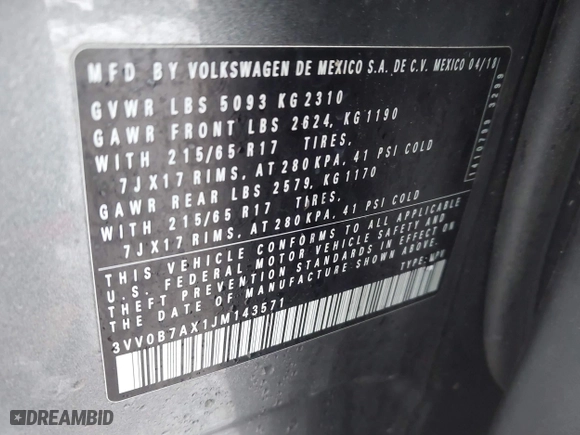 MFD BY VOLKSWAGEN DE MEXICO S.A. DE C.V. MEXICO 04/18
GVWR LBS 5093 KG 2310
GAWR FRONT LBS 2624, KG 1190
WITH 215/65 R17 TIRES,
7JX17 RIMS, AT 280 KPA, 41 PSI COLD
GAWR REAR LBS 2579, KG 1170
WITH 215/65 R17 TIRES,
7JX17 RIMS, AT 280 KPA, 41 PSI COLD
THIS VEHICLE CONFORMS TO ALL APPLICABLE
U.S. FEDERAL MOTOR VEHICLE SAFETY AND
THEFT PREVENTION STANDARDS IN EFFECT ON
THE DATE OF MANUFACTURE SHOWN ABOVE.
TYPE: MPV
3VV0B7AX1JM143571
DREAMBID